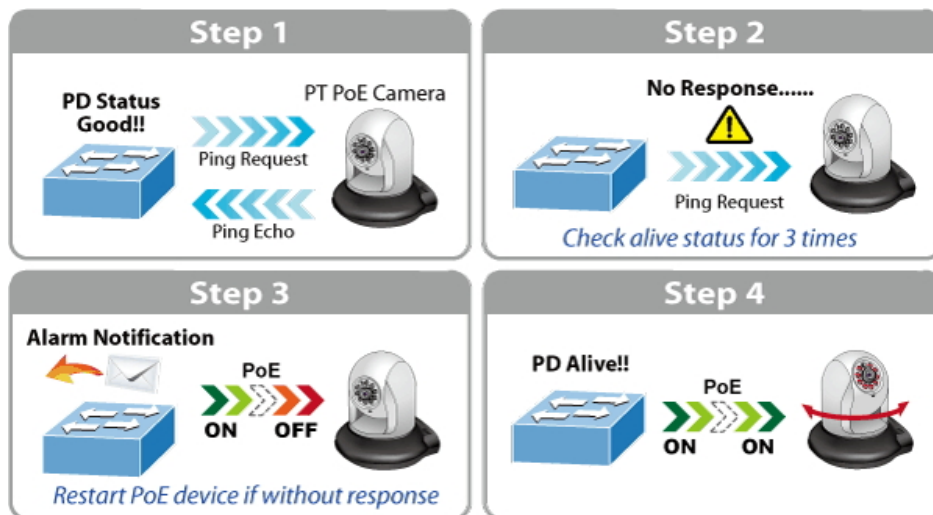 Step 1
PD Status
Good!!
PT PoE Camera
Ping Request
Ping Echo
Step 2
No Response......
Ping Request
Check alive status for 3 times
Step 3
Alarm Notification
PoE
ON OFF
Restart PoE device if without response
Step 4
PD Alive!!
PoE
ON ON